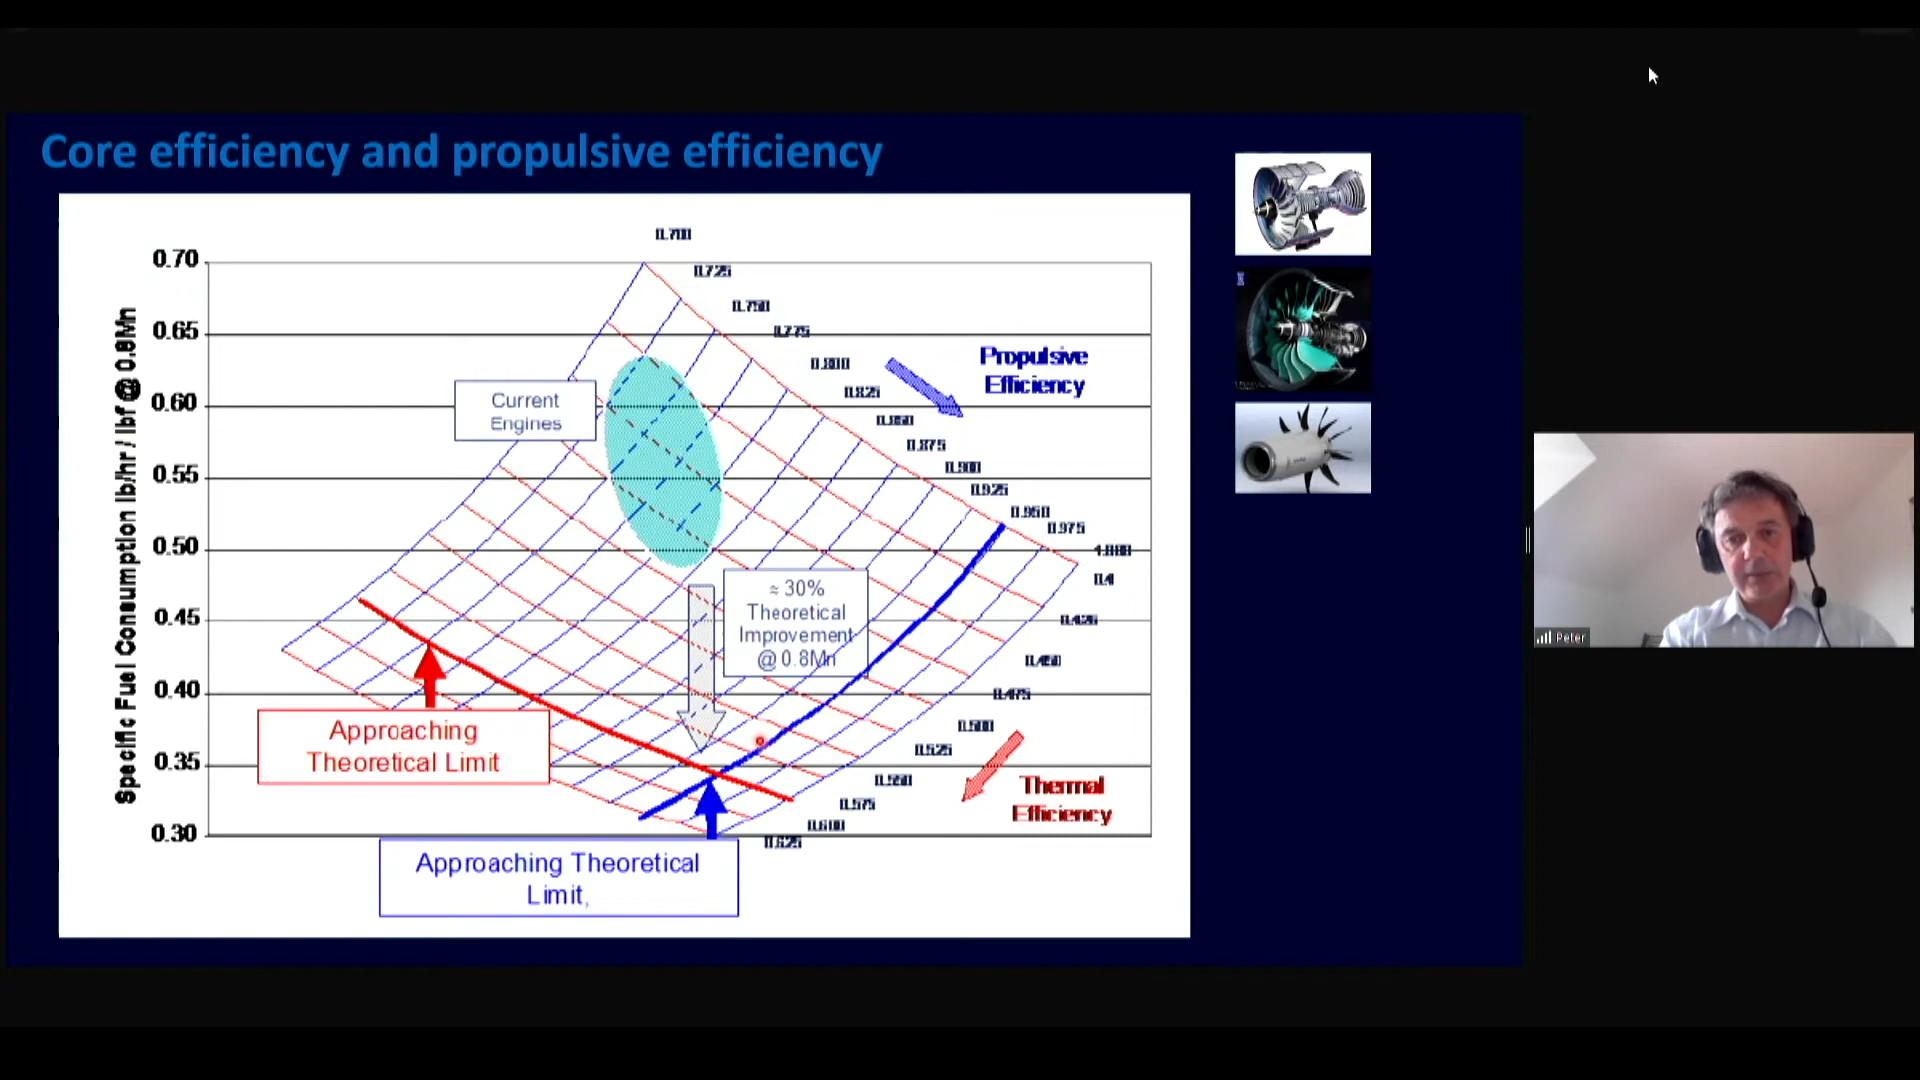 Core efficiency and propulsive efficiency
0.700
0.70
0.725
0.750
0.65
0.775
0.800
Propulsive
Efficiency
0.825
0.60
Current
Engines
0.850
0.875
0.900
0.55
0.925
0.950
0.975
0.50
1.000
0.4
≈ 30%
Theoretical
Improvement
@ 0.8Mn
0.45
0.425
0.450
0.40
0.475
0.500
Approaching
Theoretical Limit
0.525
0.35
0.550
Thermal
Efficiency
0.575
0.600
0.30
0.625
Approaching Theoretical
Limit,
Specific Fuel Consumption lb/hr / lbf @ 0.8Mn
Peter